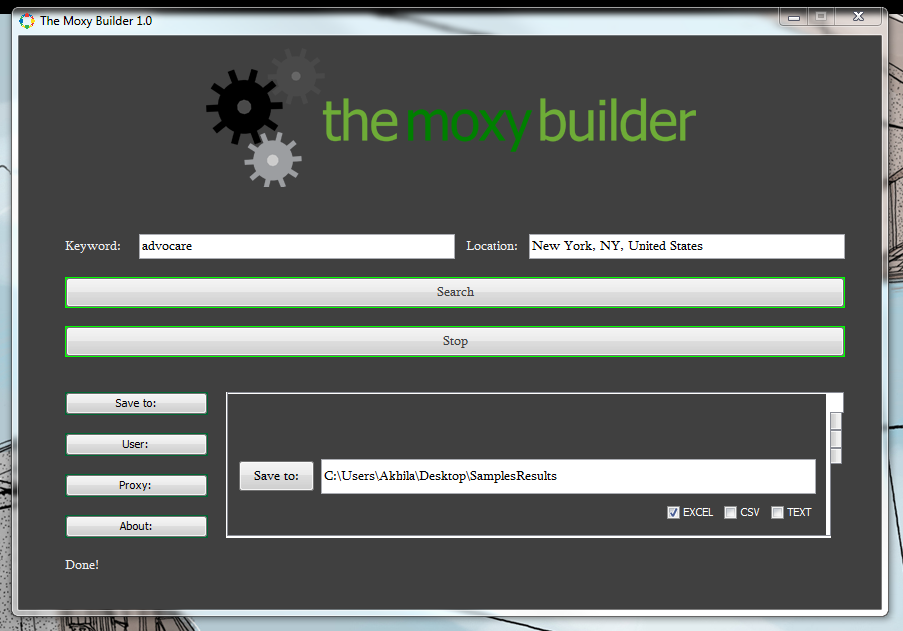 The Moxy Builder 1.0
the moxy builder
Keyword: advocare Location: New York, NY, United States
Search
Stop
Save to:
User:
Proxy:
About:
Save to: C:\Users\Akhila\Desktop\SamplesResults
EXCEL CSV TEXT
Done!